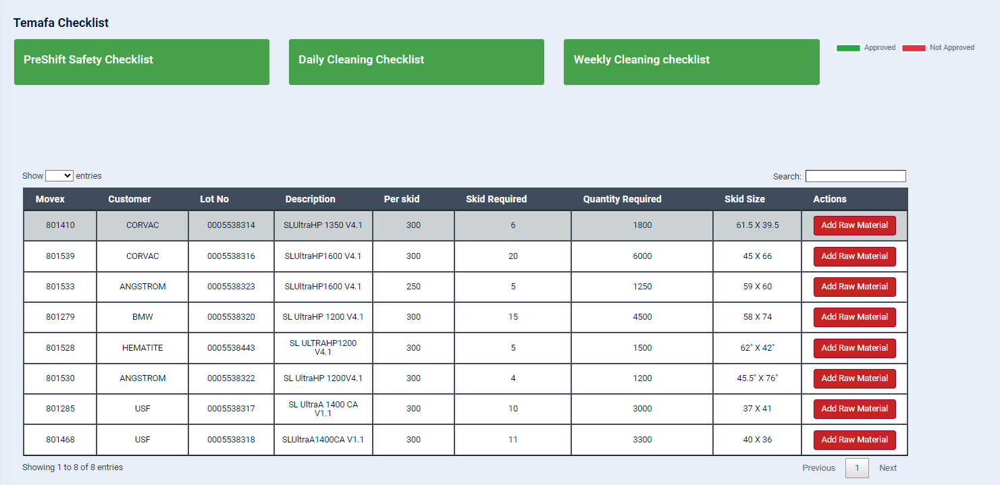 Temafa Checklist
PreShift Safety Checklist Daily Cleaning Checklist Weekly Cleaning checklist Approved Not Approved
Show entries Search:
Movex Customer Lot No Description Per skid Skid Required Quantity Required Skid Size Actions
801410 CORVAC 0005538314 SLUltraHP 1350 V4.1 300 6 1800 61.5 X 39.5 Add Raw Material
801539 CORVAC 0005538316 SLUltraHP1600 V4.1 300 20 6000 45 X 66 Add Raw Material
801533 ANGSTROM 0005538323 SLUltraHP1600 V4.1 250 5 1250 59 X 60 Add Raw Material
801279 BMW 0005538320 SL UltraHP 1200 V4.1 300 15 4500 58 X 74 Add Raw Material
801528 HEMATITE 0005538443 SL ULTRAHP1200 V4.1 300 5 1500 62" X 42" Add Raw Material
801530 ANGSTROM 0005538322 SL UltraHP 1200V4.1 300 4 1200 45.5" X 76" Add Raw Material
801285 USF 0005538317 SL UltraA 1400 CA V1.1 300 10 3000 37 X 41 Add Raw Material
801468 USF 0005538318 SLUltraA1400CA V1.1 300 11 3300 40 X 36 Add Raw Material
Showing 1 to 8 of 8 entries Previous 1 Next